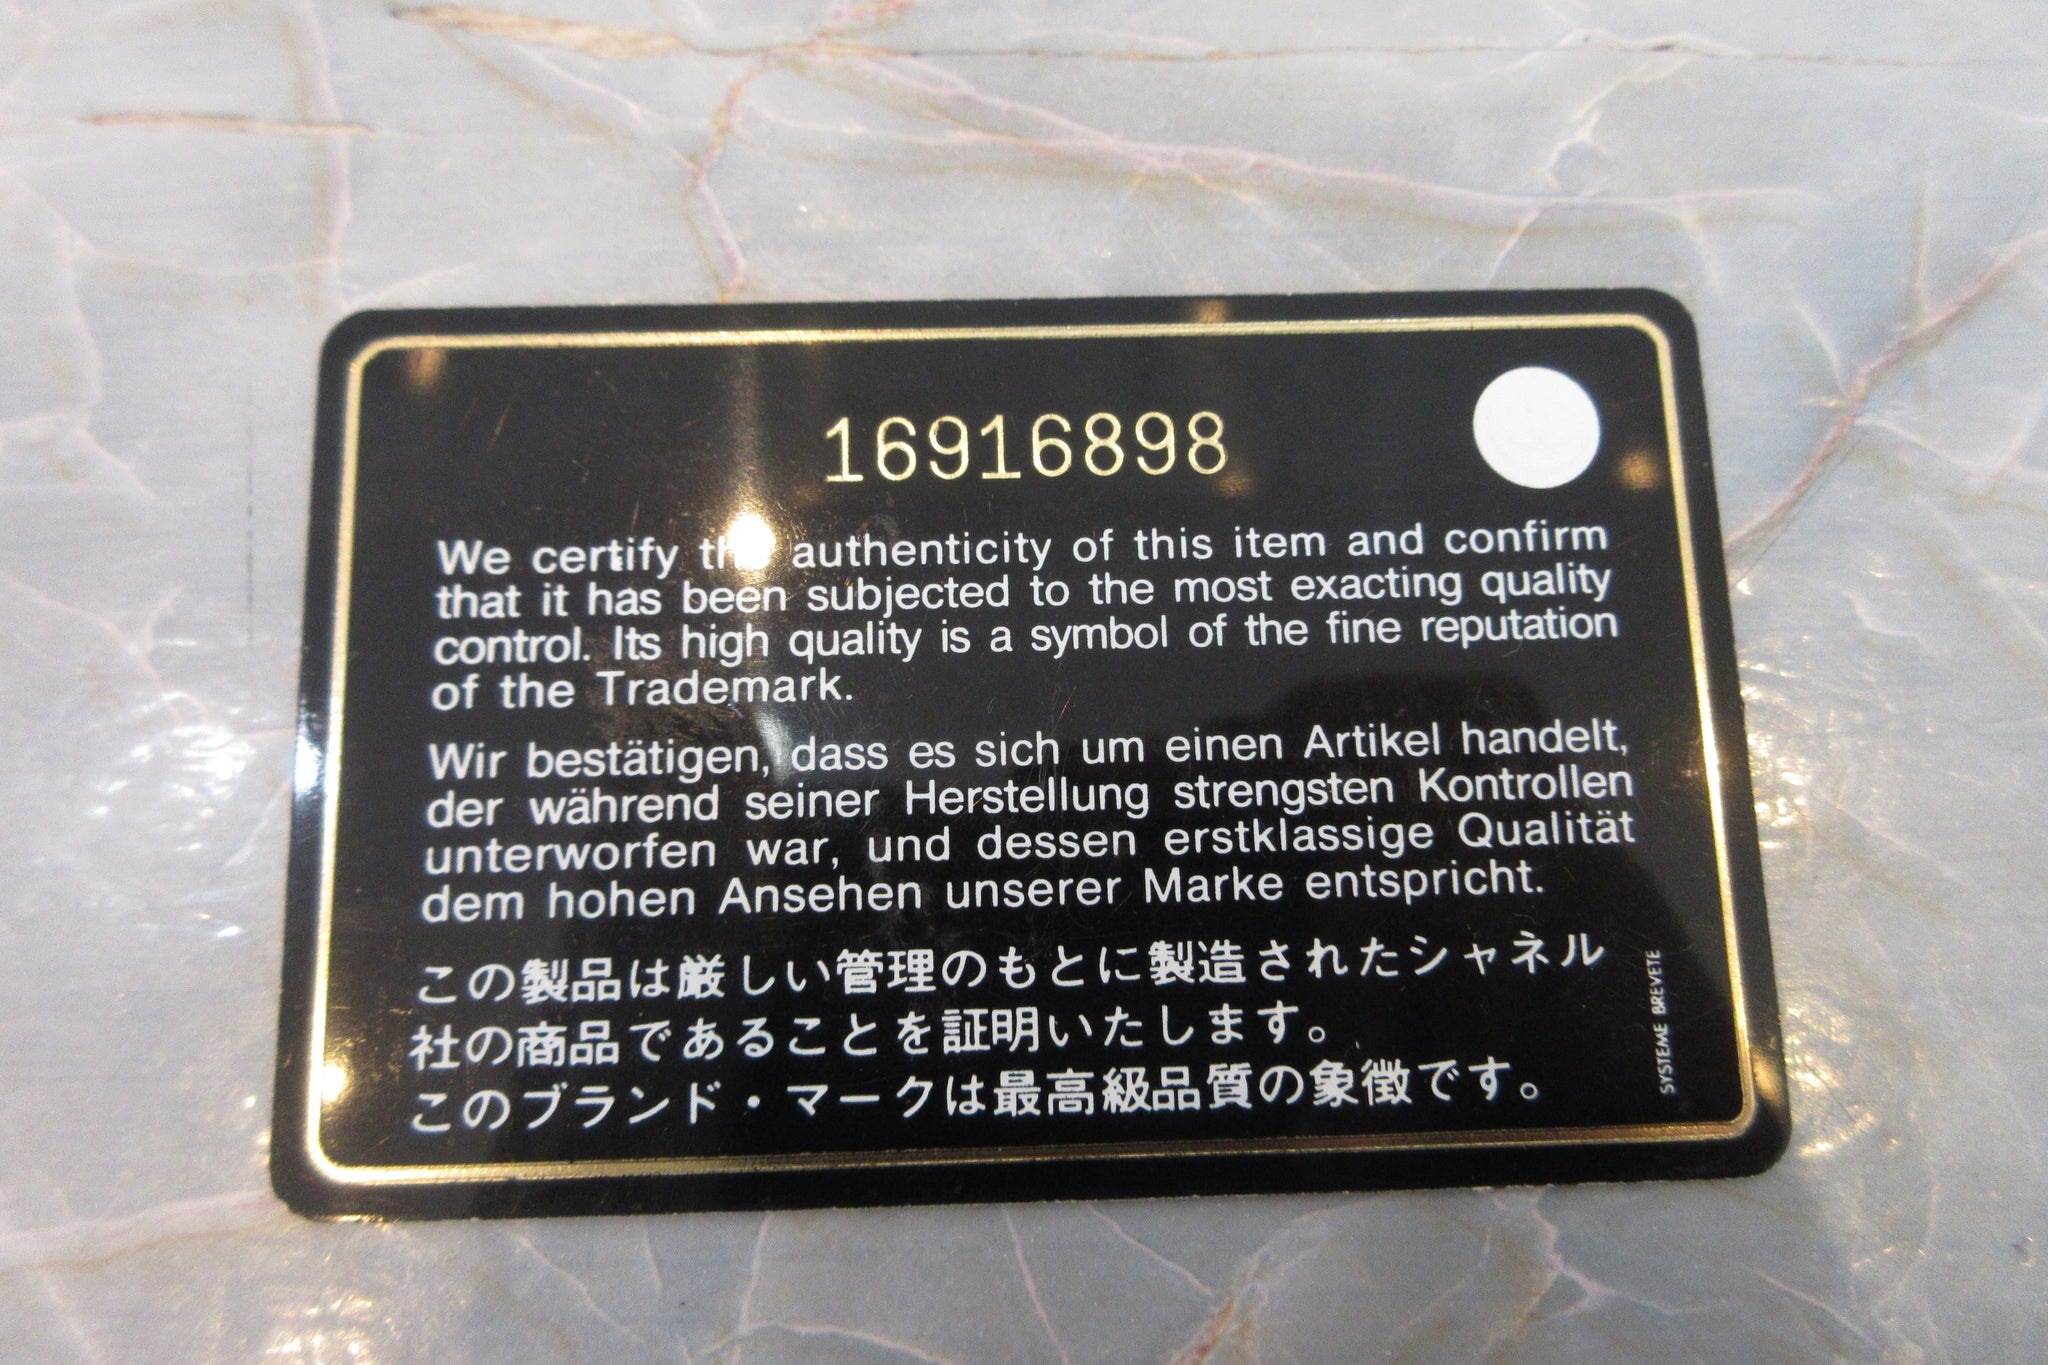 16916898
We certify the authenticity of this item and confirm
that it has been subjected to the most exacting quality
control. Its high quality is a symbol of the fine reputation
of the Trademark.
Wir bestätigen, dass es sich um einen Artikel handelt,
der während seiner Herstellung strengsten Kontrollen
unterworfen war, und dessen erstklassige Qualität
dem hohen Ansehen unserer Marke entspricht.
この製品は厳しい管理のもとに製造されたシャネル
社の商品であることを証明いたします。
このブランド・マークは最高級品質の象徴です。
SYSTEME BREVETE